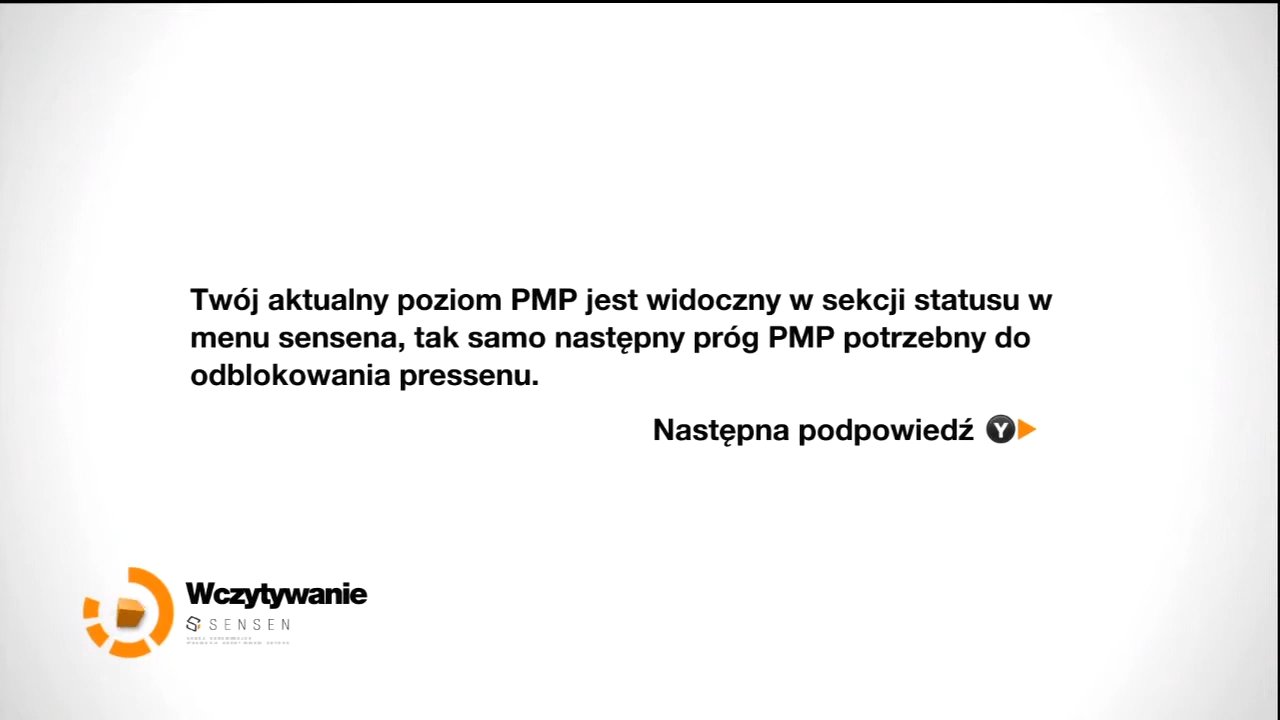 Twój aktualny poziom PMP jest widoczny w sekcji statusu w
menu sensena, tak samo następny próg PMP potrzebny do
odblokowania pressenu.
Następna podpowiedź Y
Wczytywanie
SENSEN